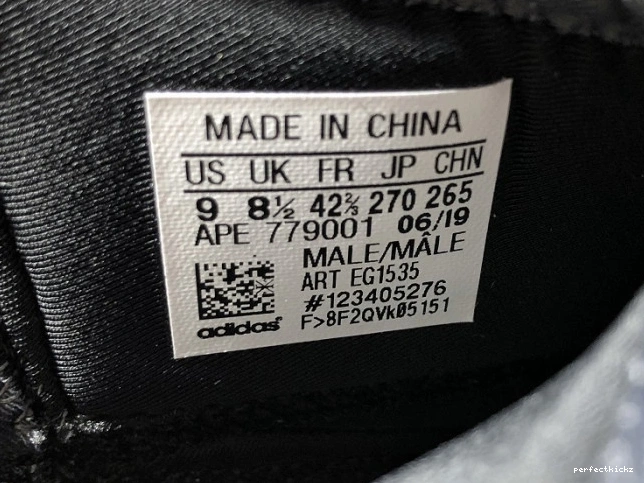 MADE IN CHINA
US UK FR JP CHN
9 8½ 42⅔ 270 265
APE 779001 06/19
MALE/MÂLE
ART EG1535
#123405276
F>8F2QVk05151
adidas
perfectkickz